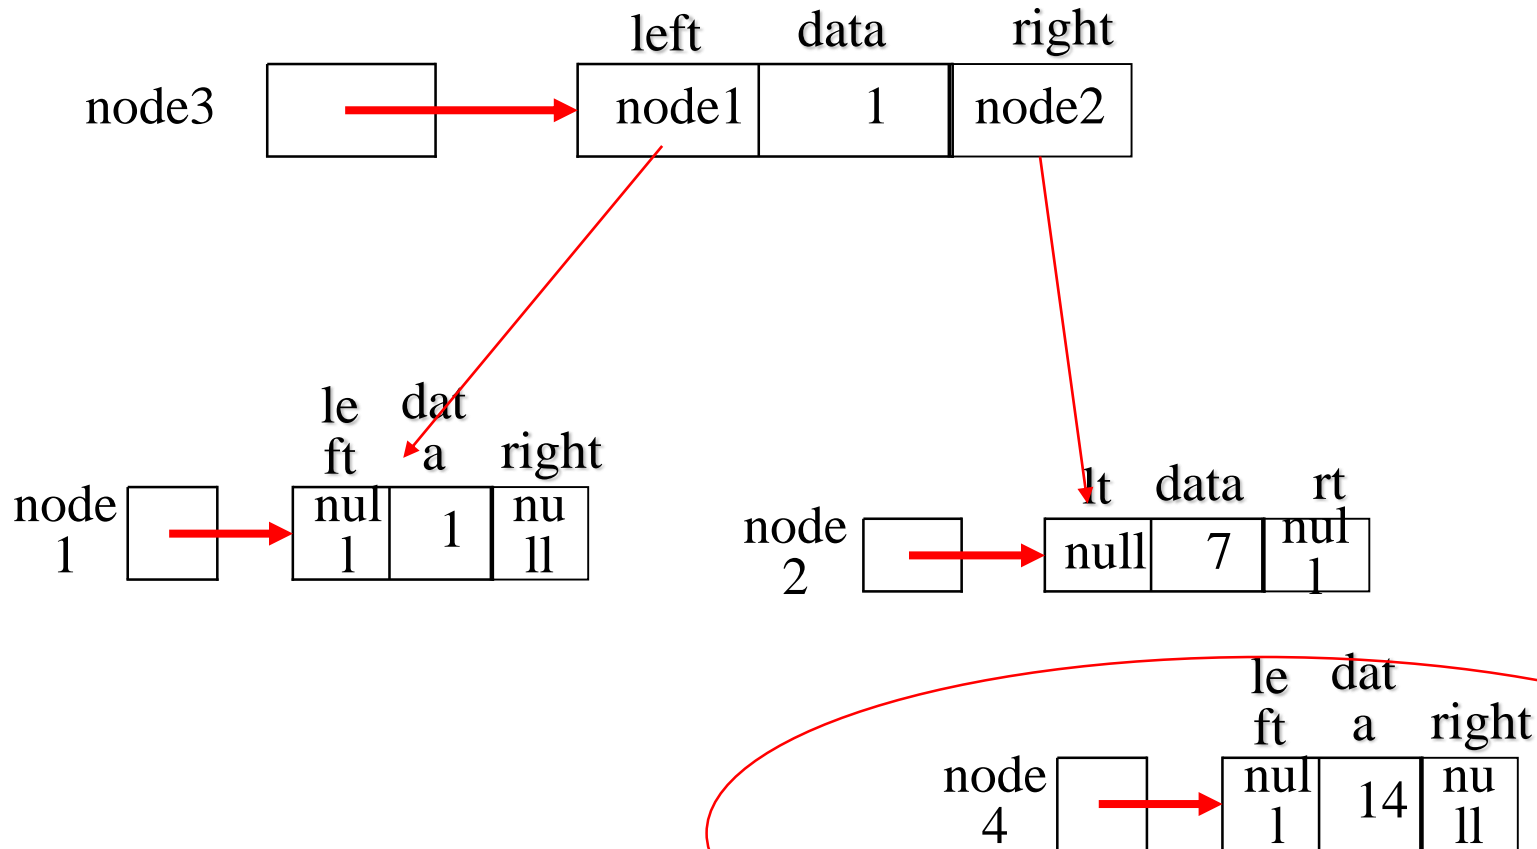 left data right
node3 node1 1 node2
le dat
ft a right
node nul 1 nu
1 l ll
lt data rt
node null 7 nul
2 l
le dat
ft a right
node nul 14 nu
4 l ll